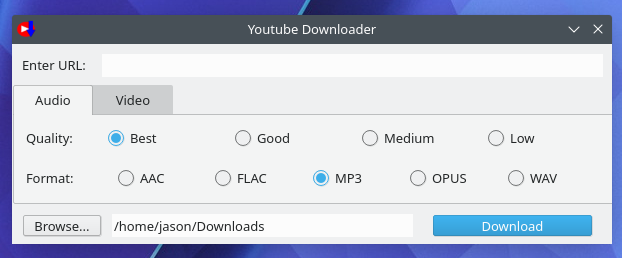 Youtube Downloader
Enter URL:
Audio Video
Quality: Best Good Medium Low
Format: AAC FLAC MP3 OPUS WAV
Browse... /home/jason/Downloads Download